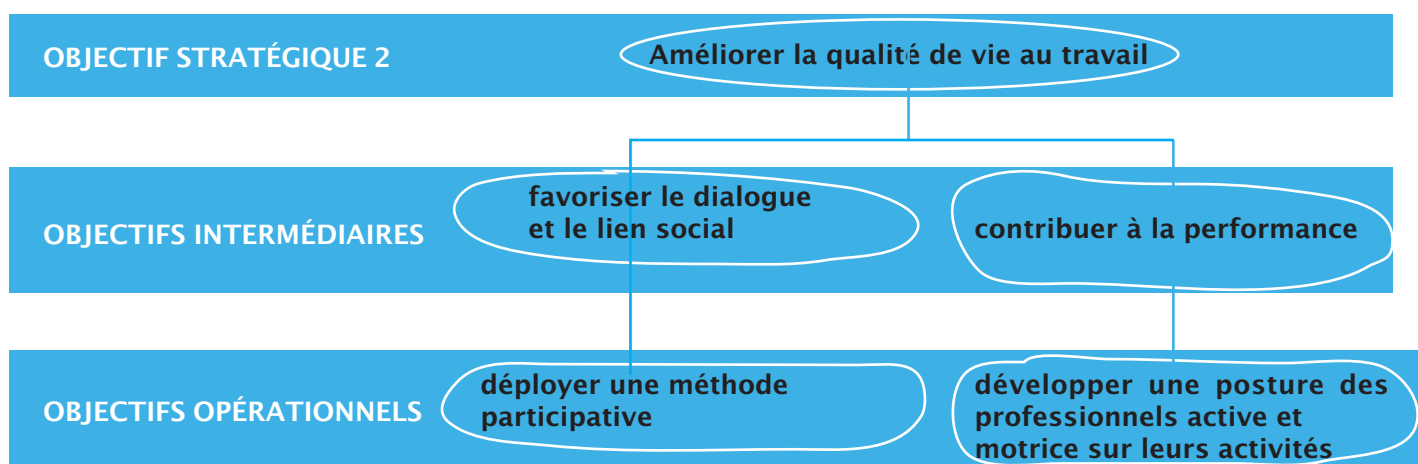 OBJECTIF STRATÉGIQUE 2
Améliorer la qualité de vie au travail
OBJECTIFS INTERMÉDIAIRES
favoriser le dialogue
et le lien social
contribuer à la performance
OBJECTIFS OPÉRATIONNELS
déployer une méthode
participative
développer une posture des
professionnels active et
motrice sur leurs activités